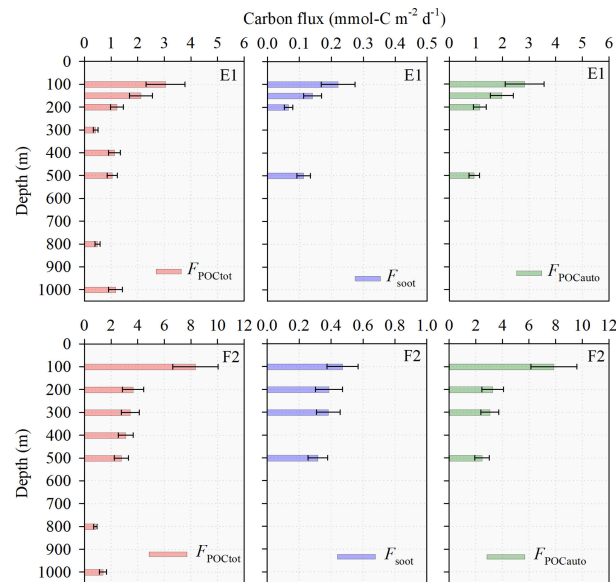 Carbon flux (mmol-C m⁻² d⁻¹)
0 1 2 3 4 5 6
0.0 0.1 0.2 0.3 0.4 0.5
0 1 2 3 4 5 6
Depth (m)
0
100
200
300
400
500
600
700
800
900
1000
E1
F_POCtot
E1
F_soot
E1
F_POCauto
0 2 4 6 8 10 12
0.0 0.2 0.4 0.6 0.8 1.0
0 2 4 6 8 10 12
Depth (m)
0
100
200
300
400
500
600
700
800
900
1000
F2
F_POCtot
F2
F_soot
F2
F_POCauto